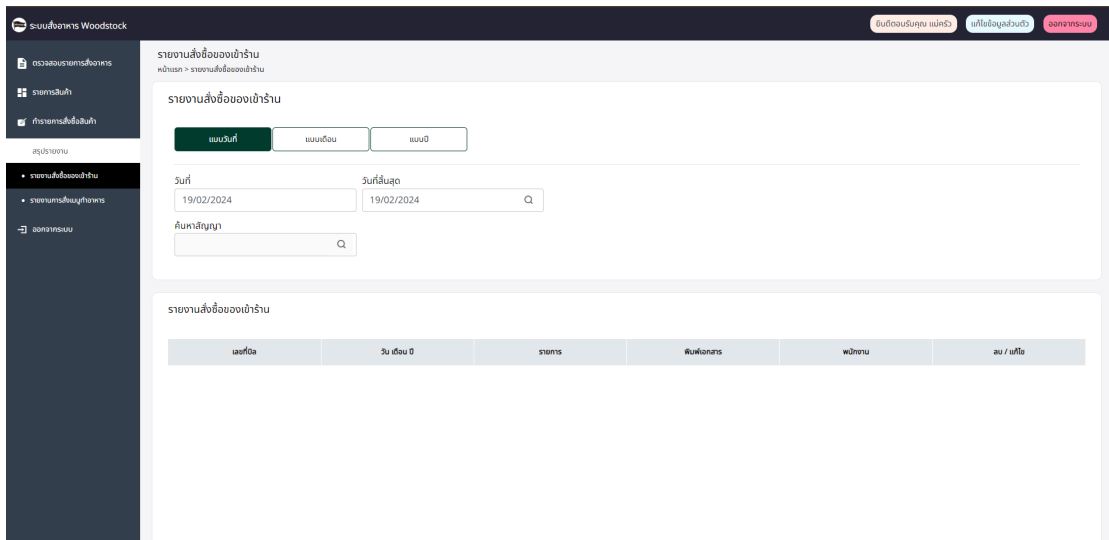 ระบบสั่งอาหาร Woodstock
ยินดีตอนรับคุณ แม่ครัว
แก้ไขข้อมูลส่วนตัว
ออกจากระบบ
ตรวจสอบรายการสั่งอาหาร
รายการสินค้า
ทำรายการสั่งซื้อสินค้า
สรุปรายงาน
รายงานสั่งซื้อของเข้าร้าน
รายงานการสั่งเมนูทำอาหาร
ออกจากระบบ
รายงานสั่งซื้อของเข้าร้าน
หน้าแรก > รายงานสั่งซื้อของเข้าร้าน
รายงานสั่งซื้อของเข้าร้าน
แบบวันที่ แบบเดือน แบบปี
วันที่ วันที่สิ้นสุด
19/02/2024 19/02/2024
ค้นหาสัญญา
รายงานสั่งซื้อของเข้าร้าน
เลขที่บิล วัน เดือน ปี รายการ พิมพ์เอกสาร พนักงาน ลบ / แก้ไข